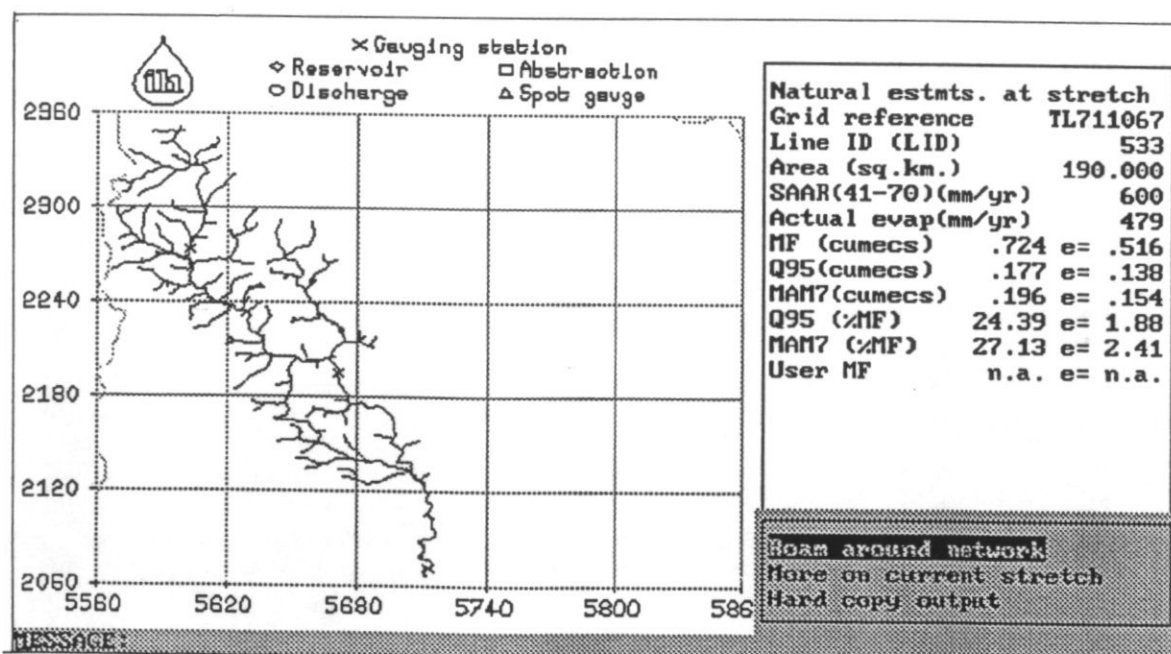 × Gauging station
◇ Reservoir □ Abstraction
○ Discharge △ Spot gauge
ih
2960
2900
2240
2180
2120
2060
5560 5620 5680 5740 5800 586
Natural estmts. at stretch
Grid reference TL711067
Line ID (LID) 533
Area (sq.km.) 190.000
SAAR(41-70)(mm/yr) 600
Actual evap(mm/yr) 479
MF (cumecs) .724 e= .516
Q95(cumecs) .177 e= .138
MAM7(cumecs) .196 e= .154
Q95 (%MF) 24.39 e= 1.88
MAM7 (%MF) 27.13 e= 2.41
User MF n.a. e= n.a.
Roam around network
More on current stretch
Hard copy output
MESSAGE: